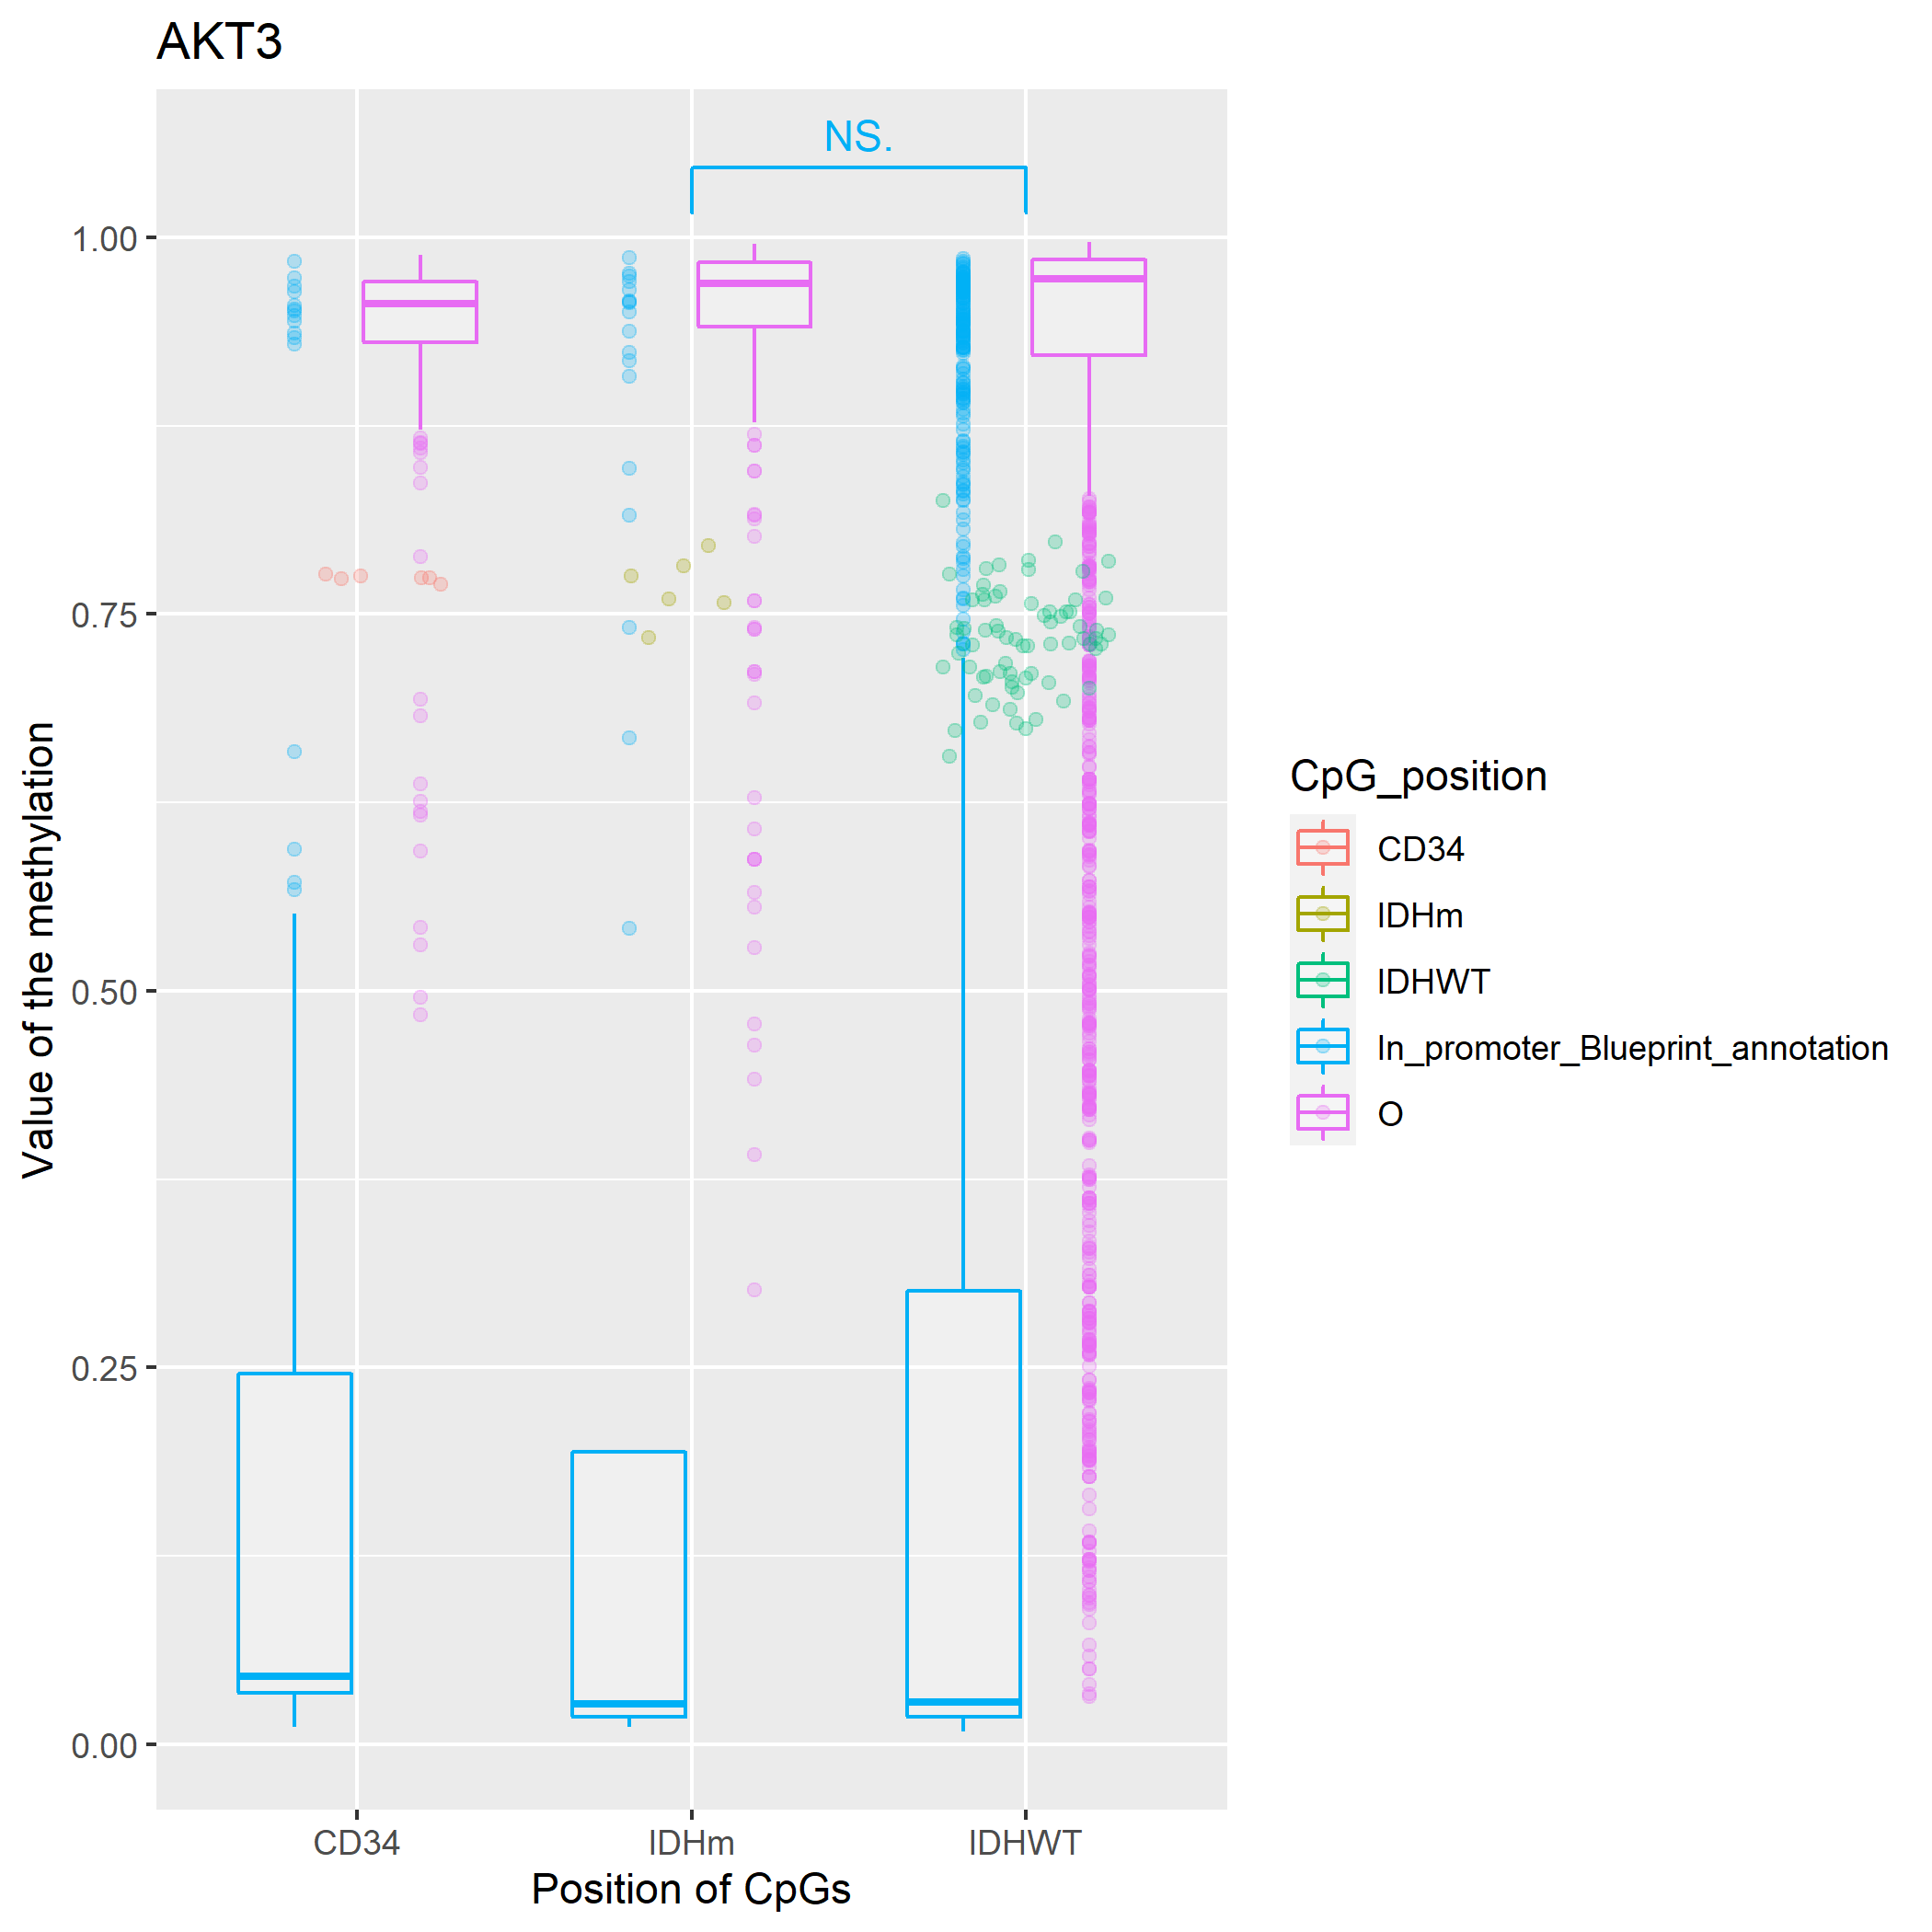 AKT3
NS.
1.00
0.75
0.50
0.25
0.00
Value of the methylation
CD34
IDHm
IDHWT
Position of CpGs
CpG_position
CD34
IDHm
IDHWT
In_promoter_Blueprint_annotation
O